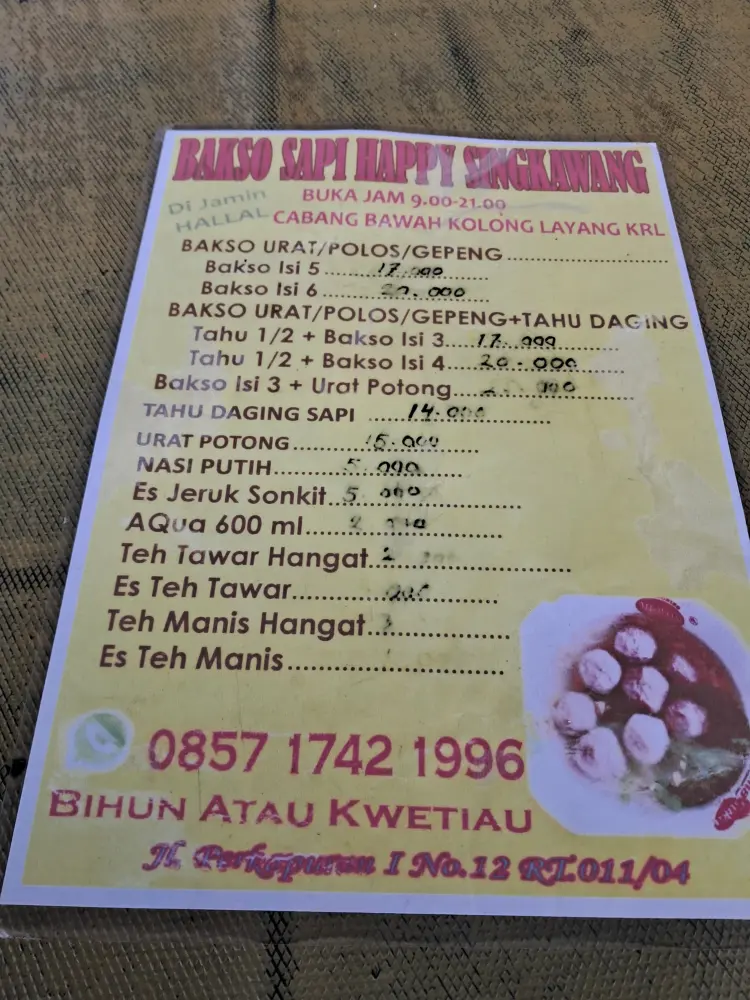 BAKSO SAPI HAPPY SINGKAWANG
Di Jamin HALLAL
BUKA JAM 9.00-21.00
CABANG BAWAH KOLONG LAYANG KRL
BAKSO URAT/POLOS/GEPENG
Bakso Isi 5 17.000
Bakso Isi 6 20.000
BAKSO URAT/POLOS/GEPENG+TAHU DAGING
Tahu 1/2 + Bakso Isi 3 17.000
Tahu 1/2 + Bakso Isi 4 20.000
Bakso Isi 3 + Urat Potong
TAHU DAGING SAPI 14.000
URAT POTONG 15.000
NASI PUTIH 5.000
Es Jeruk Sonkit 5.000
AQua 600 ml
Teh Tawar Hangat 2
Es Teh Tawar
Teh Manis Hangat
Es Teh Manis
0857 1742 1996
BIHUN ATAU KWETIAU
Jl. Perkapuran I No.12 RT.011/04